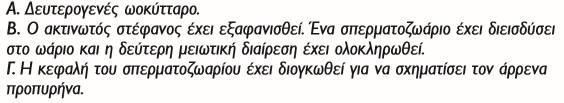 Α. Δευτερογενές ωοκύτταρο.
Β. Ο ακτινωτός στέφανος έχει εξαφανισθεί. Ένα σπερματοζωάριο έχει διεισδύσει
στο ωάριο και η δεύτερη μειωτική διαίρεση έχει ολοκληρωθεί.
Γ. Η κεφαλή του σπερματοζωαρίου έχει διογκωθεί για να σχηματίσει τον άρρενα
προπυρήνα.